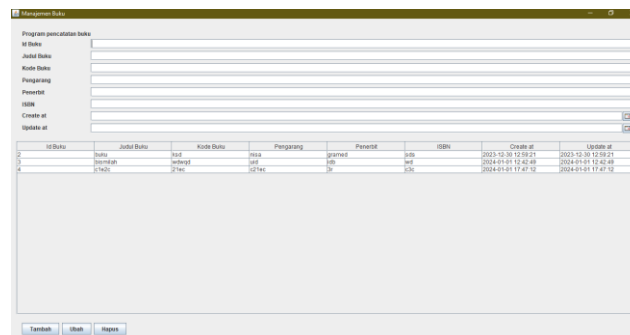 Manajemen Buku
Program pencatatan buku
Id Buku
Judul Buku
Kode Buku
Pengarang
Penerbit
ISBN
Create at
Update at
Id Buku Judul Buku Kode Buku Pengarang Penerbit ISBN Create at Update at
2 buku ksd nisa gramed sds 2023-12-30 12:59:21 2023-12-30 12:59:21
3 bismilah wdwqd uid rdb wd 2024-01-01 12:42:49 2024-01-01 12:42:49
4 c1e2c 21ec c21ec 3r c3c 2024-01-01 17:47:12 2024-01-01 17:47:12
Tambah Ubah Hapus